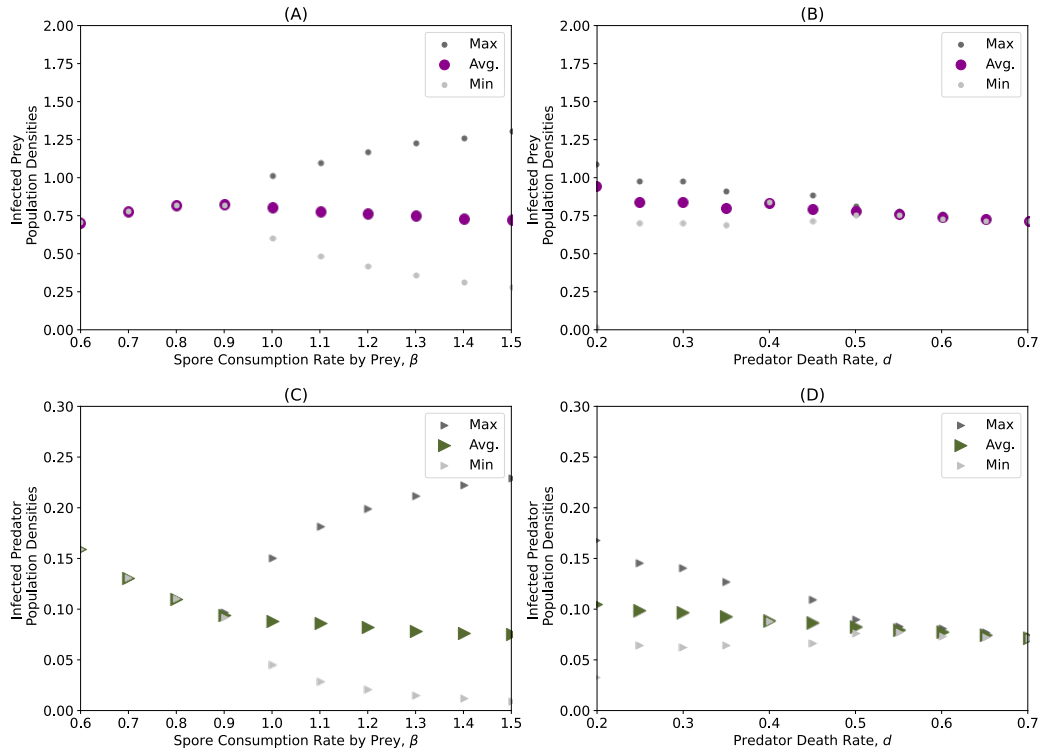 (A)
2.00
1.75
1.50
1.25
1.00
0.75
0.50
0.25
0.00
Infected Prey
Population Densities
Max
Avg.
Min
0.6 0.7 0.8 0.9 1.0 1.1 1.2 1.3 1.4 1.5
Spore Consumption Rate by Prey, β
(B)
2.00
1.75
1.50
1.25
1.00
0.75
0.50
0.25
0.00
Infected Prey
Population Densities
Max
Avg.
Min
0.2 0.3 0.4 0.5 0.6 0.7
Predator Death Rate, d
(C)
0.30
0.25
0.20
0.15
0.10
0.05
0.00
Infected Predator
Population Densities
Max
Avg.
Min
0.6 0.7 0.8 0.9 1.0 1.1 1.2 1.3 1.4 1.5
Spore Consumption Rate by Prey, β
(D)
0.30
0.25
0.20
0.15
0.10
0.05
0.00
Infected Predator
Population Densities
Max
Avg.
Min
0.2 0.3 0.4 0.5 0.6 0.7
Predator Death Rate, d